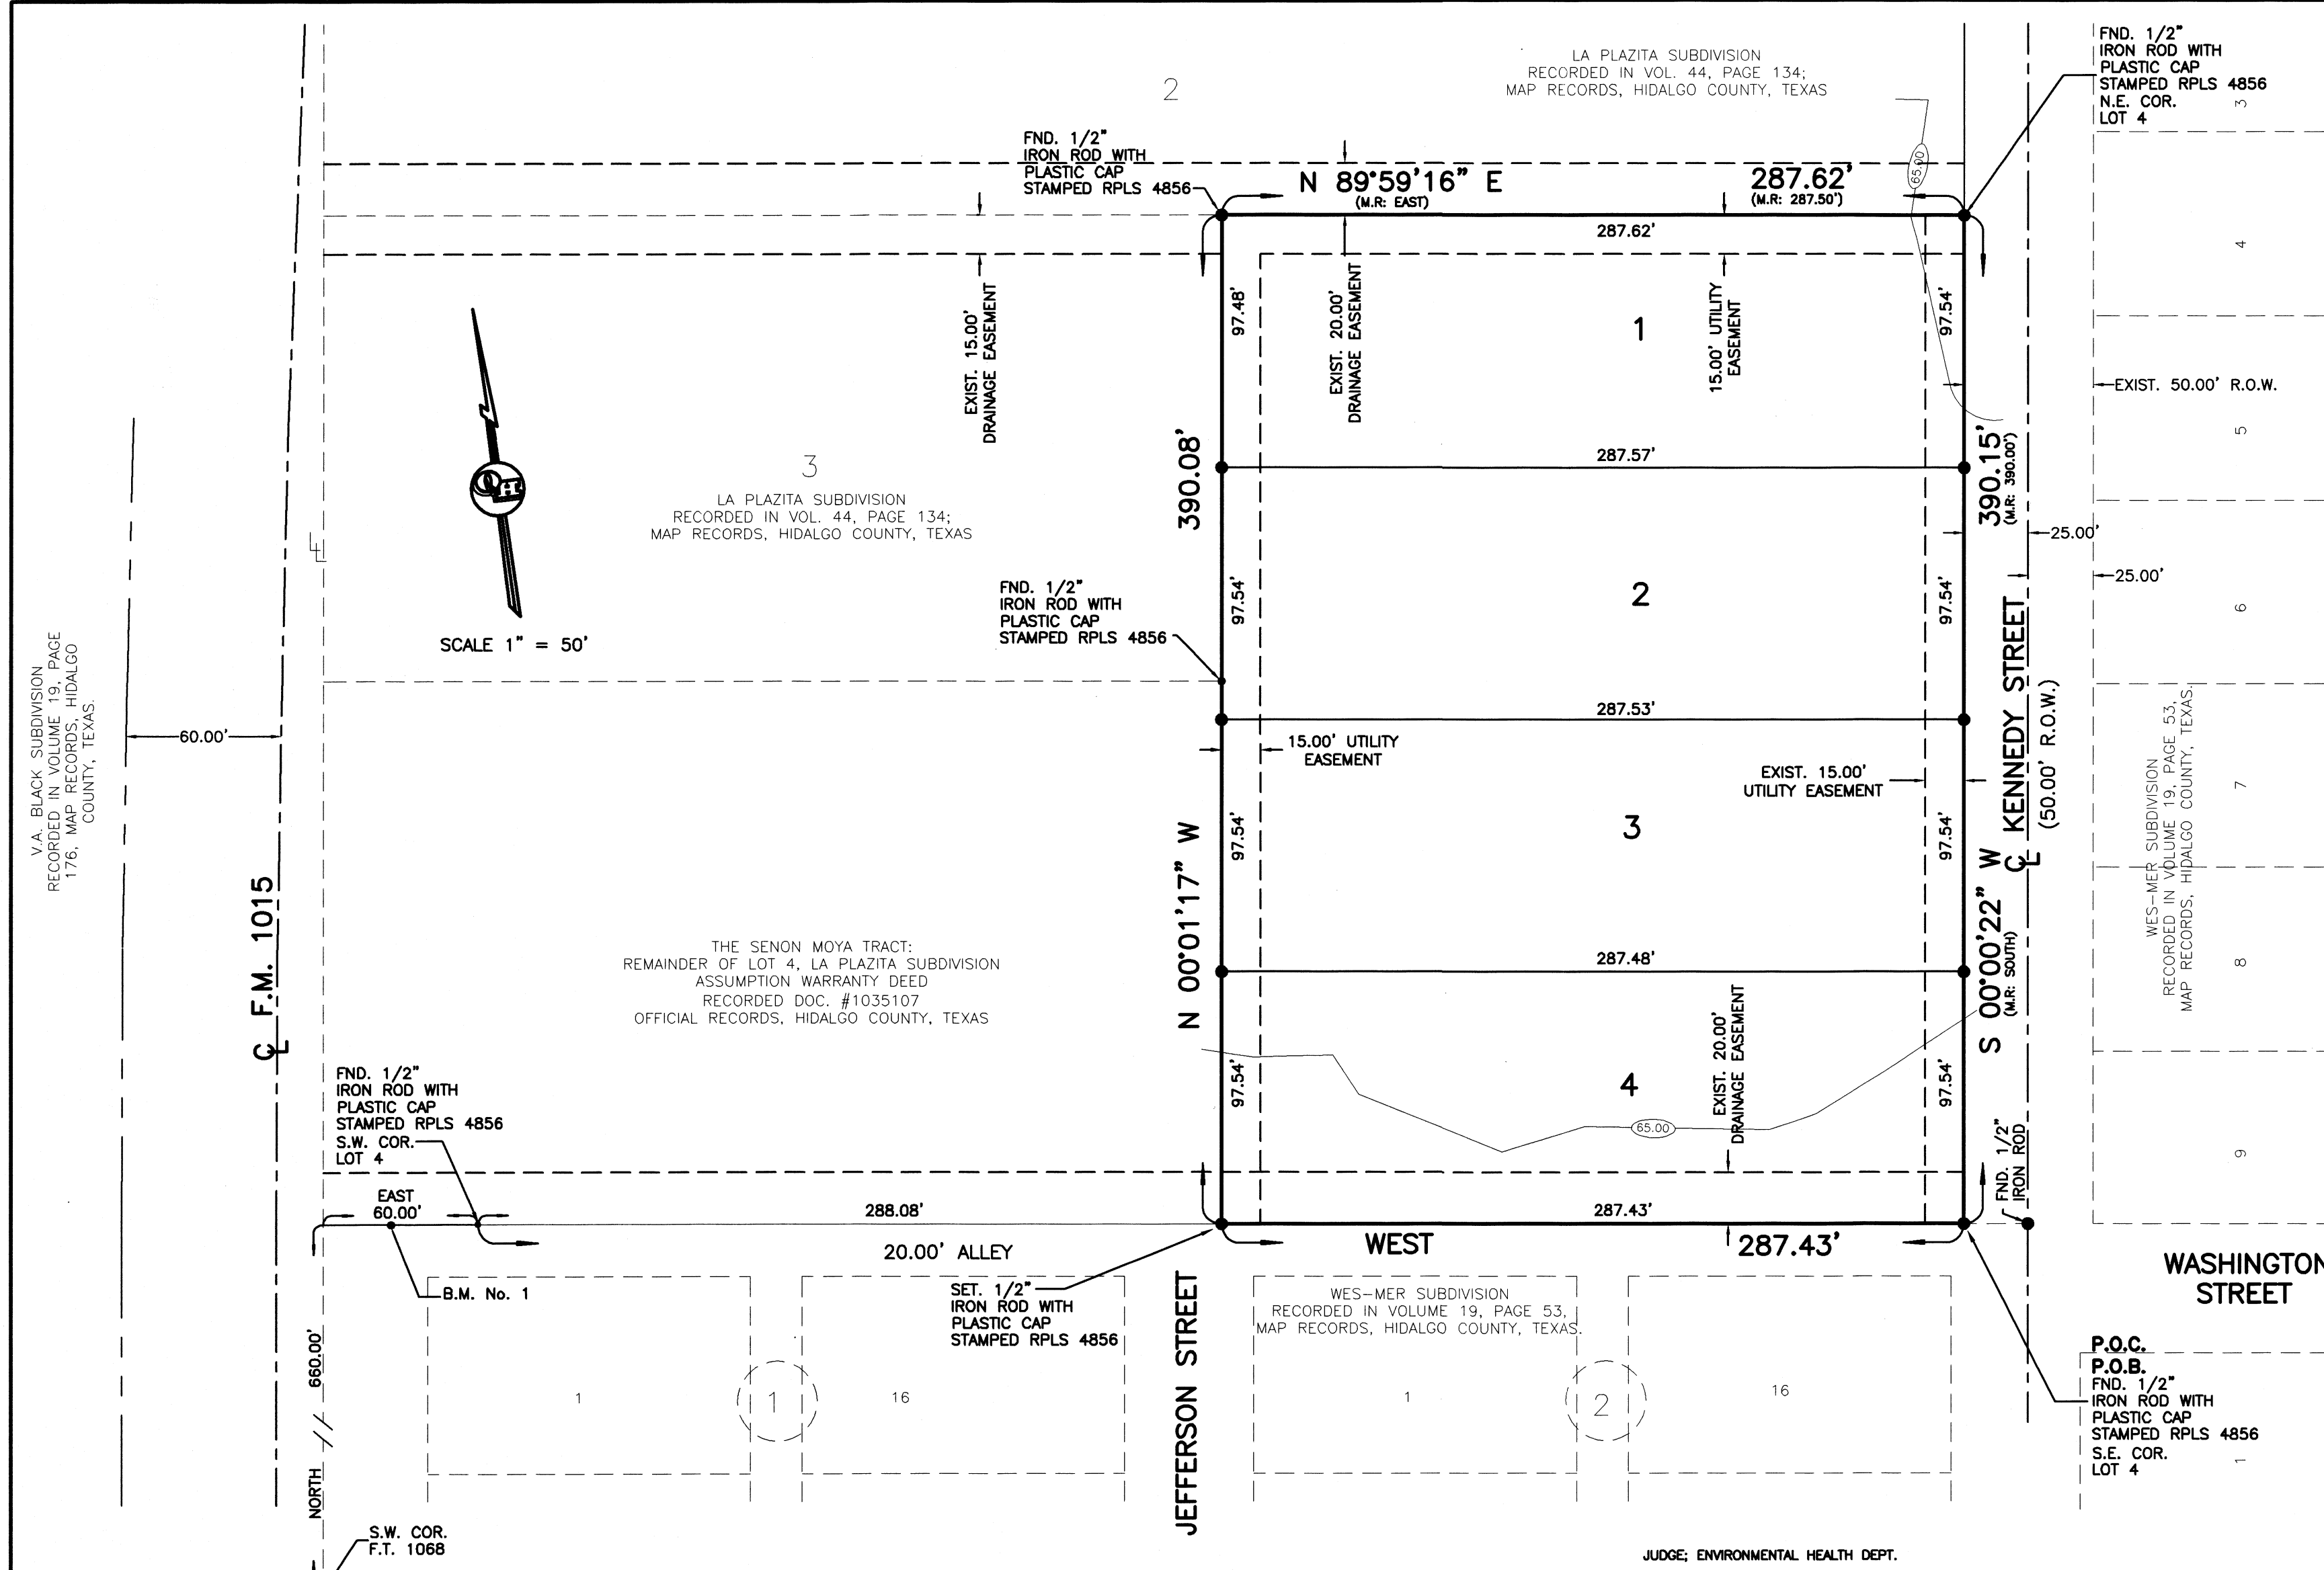 LA PLAZITA SUBDIVISION
RECORDED IN VOL. 44, PAGE 134;
MAP RECORDS, HIDALGO COUNTY, TEXAS
2
FND. 1/2"
IRON ROD WITH
PLASTIC CAP
STAMPED RPLS 4856
N.E. COR.
LOT 4
3
FND. 1/2"
IRON ROD WITH
PLASTIC CAP
STAMPED RPLS 4856
N 89°59'16" E
(M.R: EAST)
287.62'
(M.R: 287.50')
287.62'
65.00
4
EXIST. 15.00'
DRAINAGE EASEMENT
97.48'
EXIST. 20.00'
DRAINAGE EASEMENT
1
15.00' UTILITY
EASEMENT
97.54'
EXIST. 50.00' R.O.W.
5
287.57'
390.08'
390.15'
(M.R: 390.00')
3
LA PLAZITA SUBDIVISION
RECORDED IN VOL. 44, PAGE 134;
MAP RECORDS, HIDALGO COUNTY, TEXAS
H
SCALE 1" = 50'
25.00'
25.00'
FND. 1/2"
IRON ROD WITH
PLASTIC CAP
STAMPED RPLS 4856
97.54'
2
97.54'
6
V.A. BLACK SUBDIVISION
RECORDED IN VOLUME 19, PAGE
176, MAP RECORDS, HIDALGO
COUNTY, TEXAS.
60.00'
287.53'
15.00' UTILITY
EASEMENT
EXIST. 15.00'
UTILITY EASEMENT
KENNEDY STREET
(50.00' R.O.W.)
CL
WES-MER SUBDIVISION
RECORDED IN VOLUME 19, PAGE 53,
MAP RECORDS, HIDALGO COUNTY, TEXAS.
7
97.54'
3
97.54'
N 00°01'17" W
S 00°00'22" W
(M.R: SOUTH)
8
CL F.M. 1015
THE SENON MOYA TRACT:
REMAINDER OF LOT 4, LA PLAZITA SUBDIVISION
ASSUMPTION WARRANTY DEED
RECORDED DOC. #1035107
OFFICIAL RECORDS, HIDALGO COUNTY, TEXAS
287.48'
EXIST. 20.00'
DRAINAGE EASEMENT
97.54'
4
65.00
97.54'
FND. 1/2"
IRON ROD
9
FND. 1/2"
IRON ROD WITH
PLASTIC CAP
STAMPED RPLS 4856
S.W. COR.
LOT 4
EAST
60.00'
288.08'
287.43'
20.00' ALLEY
WEST
287.43'
WASHINGTON
STREET
B.M. No. 1
SET. 1/2"
IRON ROD WITH
PLASTIC CAP
STAMPED RPLS 4856
JEFFERSON STREET
WES-MER SUBDIVISION
RECORDED IN VOLUME 19, PAGE 53,
MAP RECORDS, HIDALGO COUNTY, TEXAS.
P.O.C.
P.O.B.
FND. 1/2"
IRON ROD WITH
PLASTIC CAP
STAMPED RPLS 4856
S.E. COR.
LOT 4
1
NORTH 660.00'
1
1
16
1
2
16
S.W. COR.
F.T. 1068
JUDGE; ENVIRONMENTAL HEALTH DEPT.